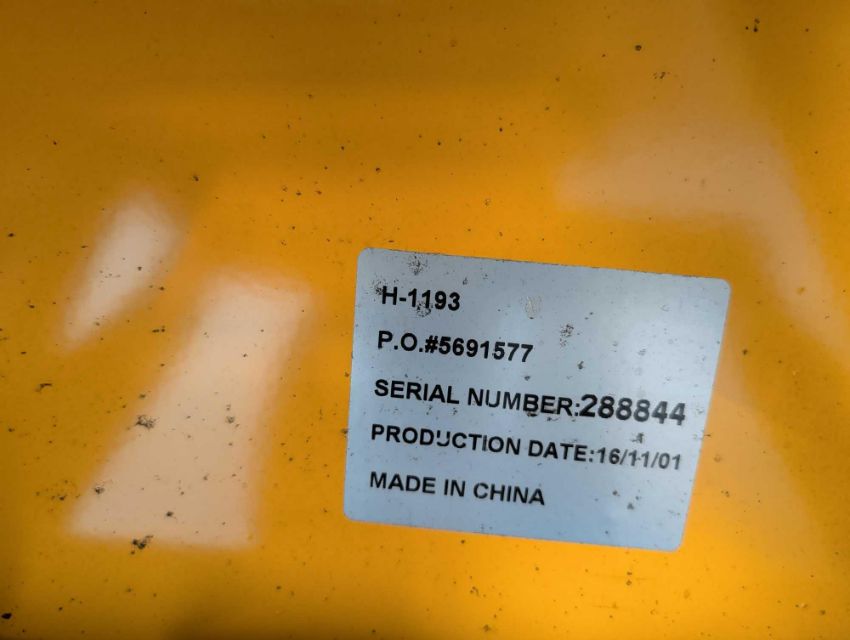 H-1193
P.O.#5691577
SERIAL NUMBER:288844
PRODUCTION DATE:16/11/01
MADE IN CHINA